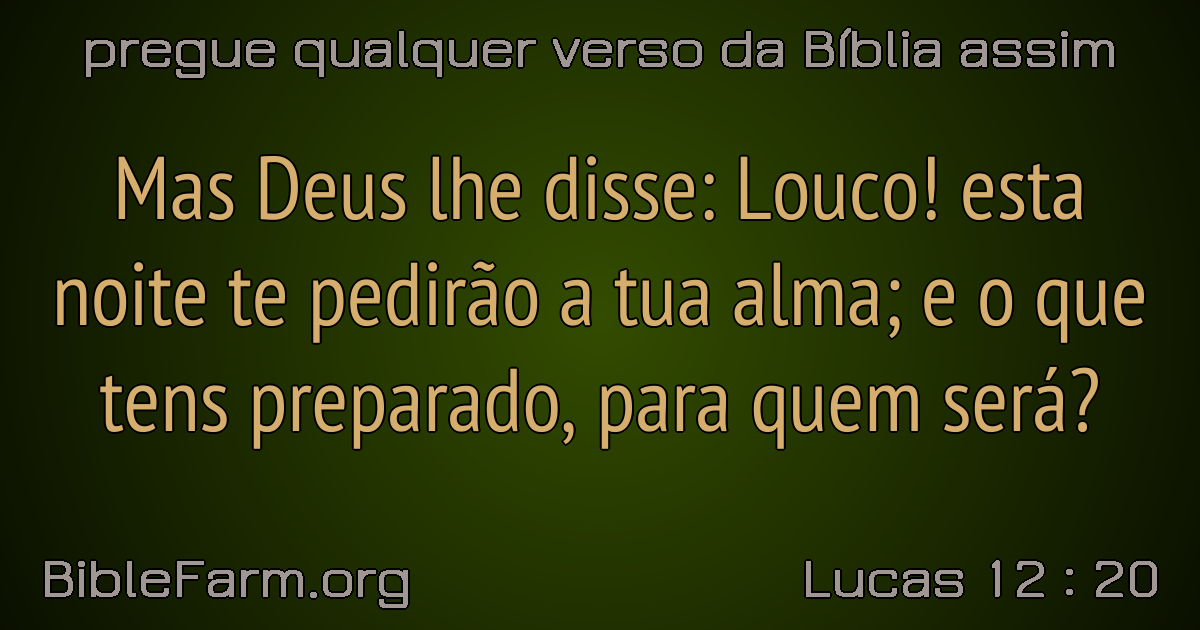 pregue qualquer verso da Bíblia assim
Mas Deus lhe disse: Louco! esta
noite te pedirão a tua alma; e o que
tens preparado, para quem será?
BibleFarm.org
Lucas 12 : 20